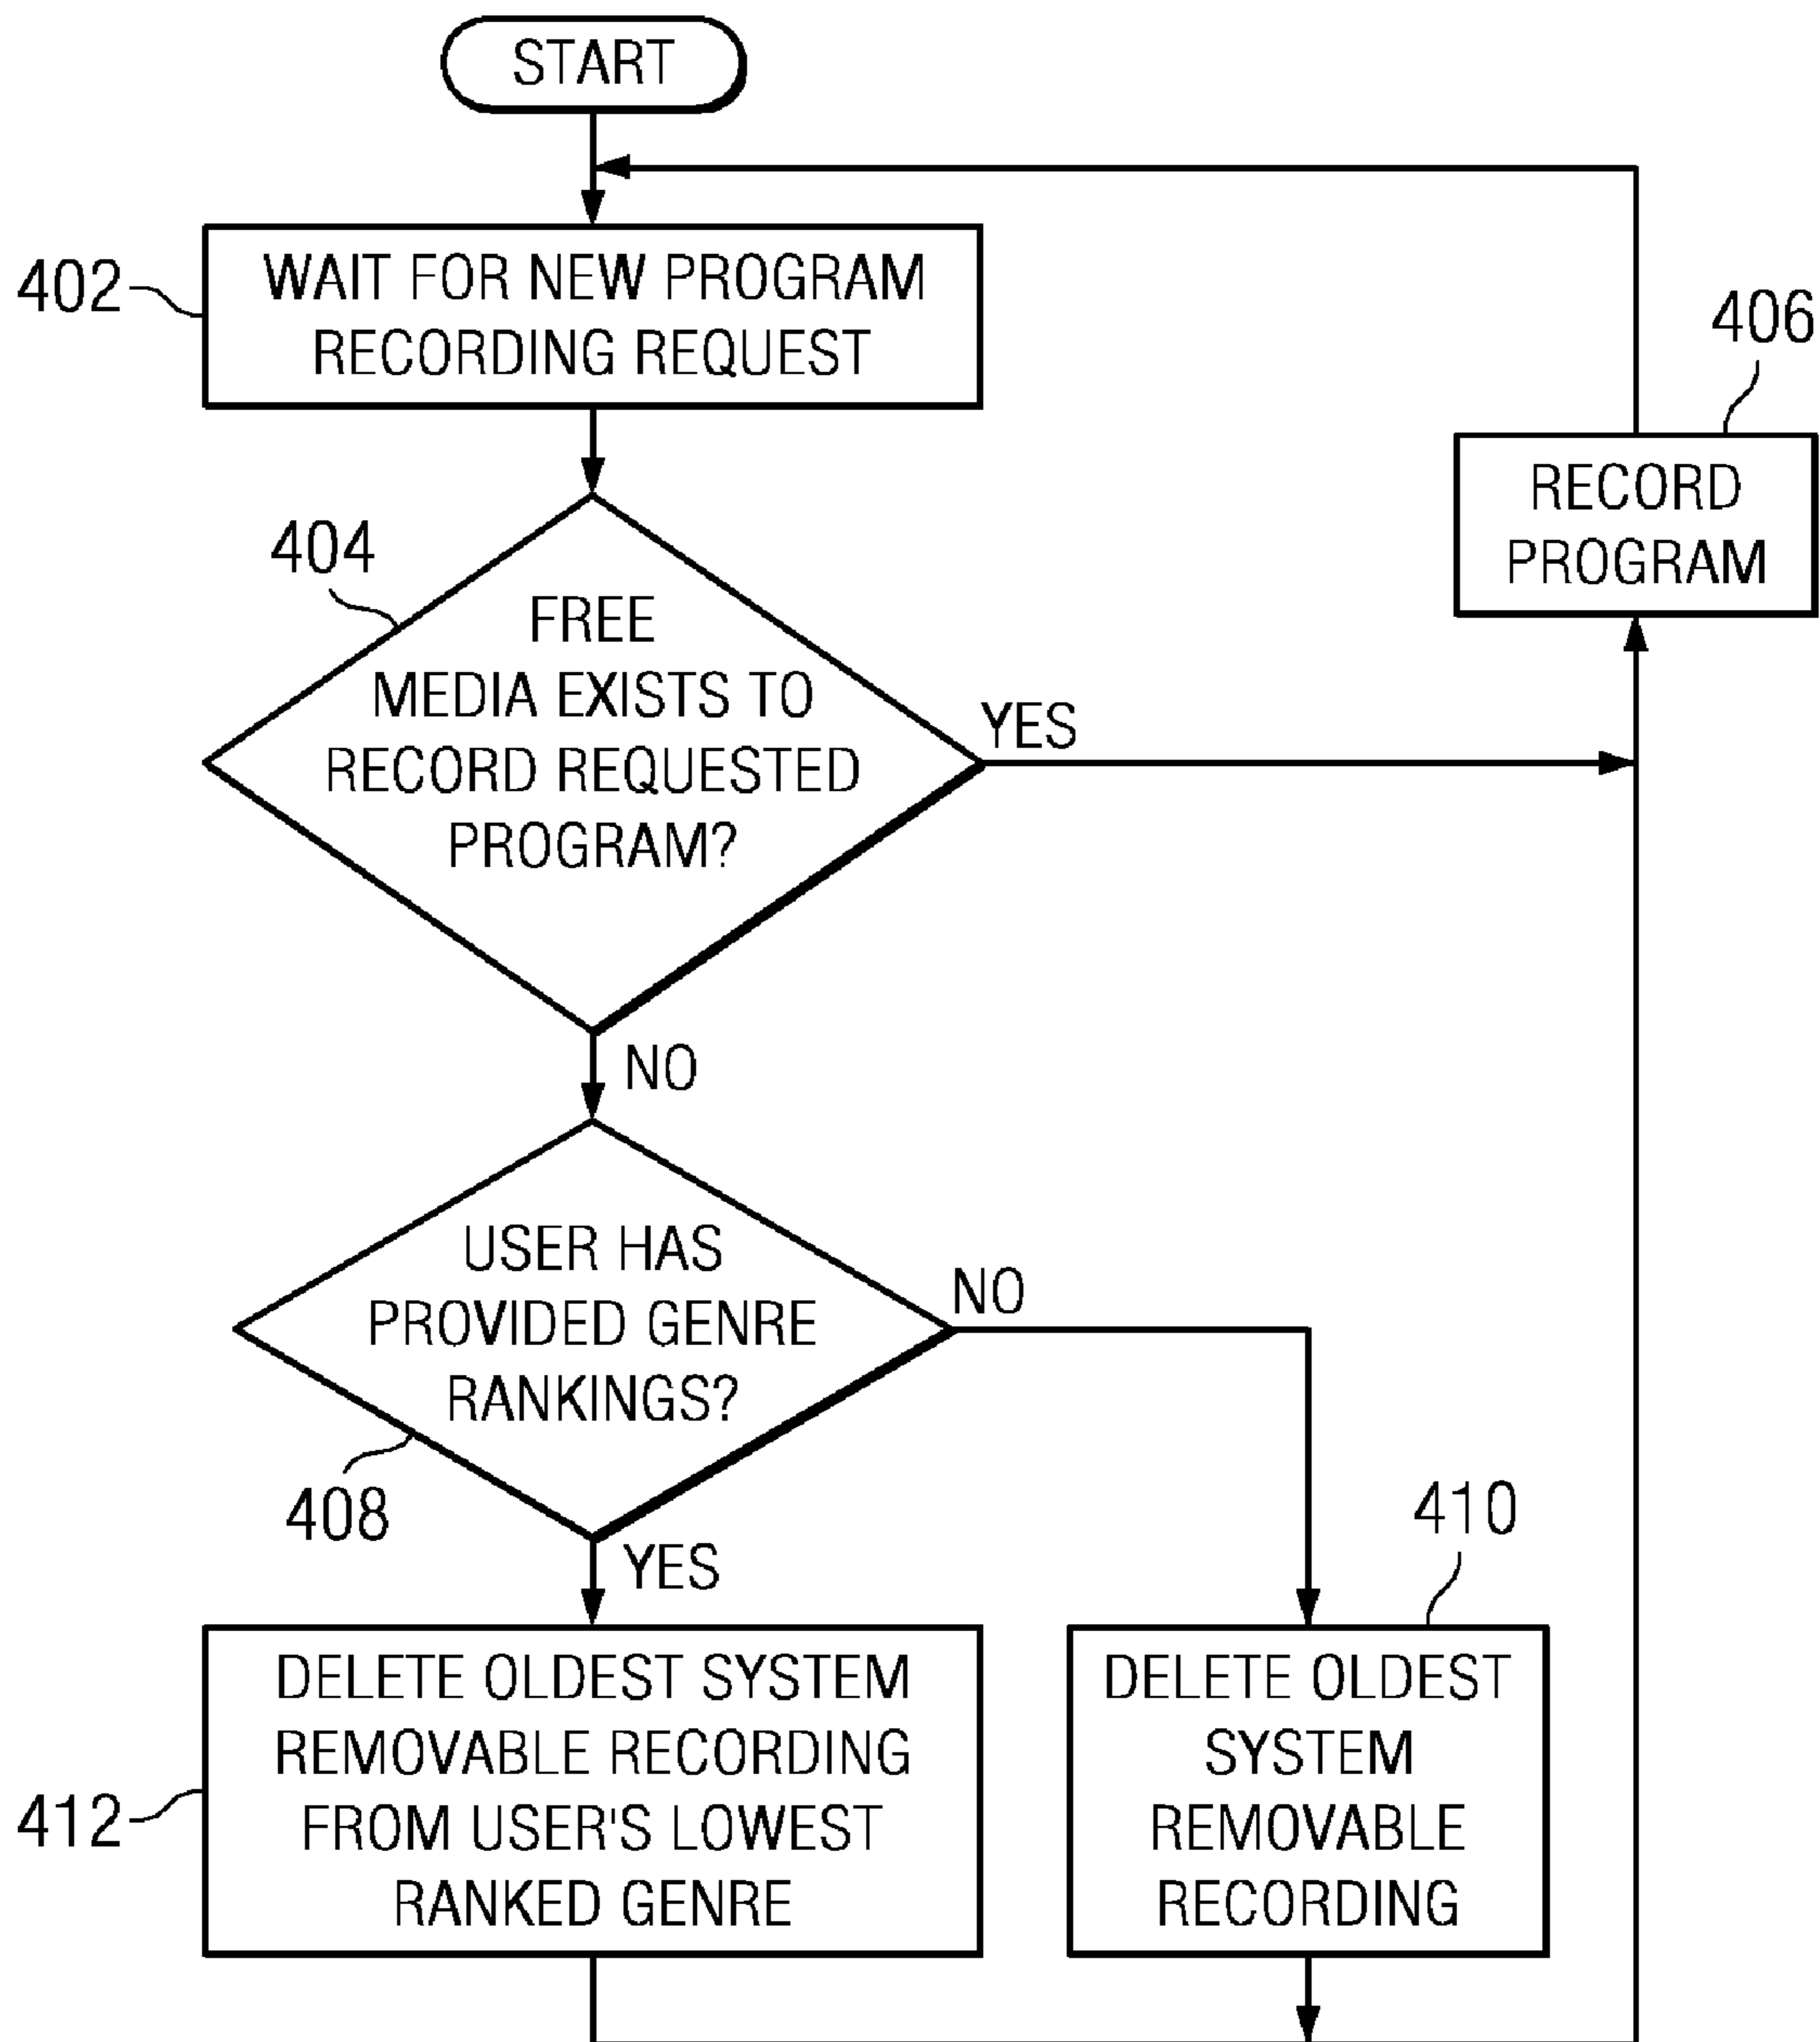 START
402
WAIT FOR NEW PROGRAM
RECORDING REQUEST
406
RECORD
PROGRAM
404
FREE
MEDIA EXISTS TO
RECORD REQUESTED
PROGRAM?
YES
NO
USER HAS
PROVIDED GENRE
RANKINGS?
NO
408
YES
410
412
DELETE OLDEST SYSTEM
REMOVABLE RECORDING
FROM USER'S LOWEST
RANKED GENRE
DELETE OLDEST
SYSTEM
REMOVABLE
RECORDING